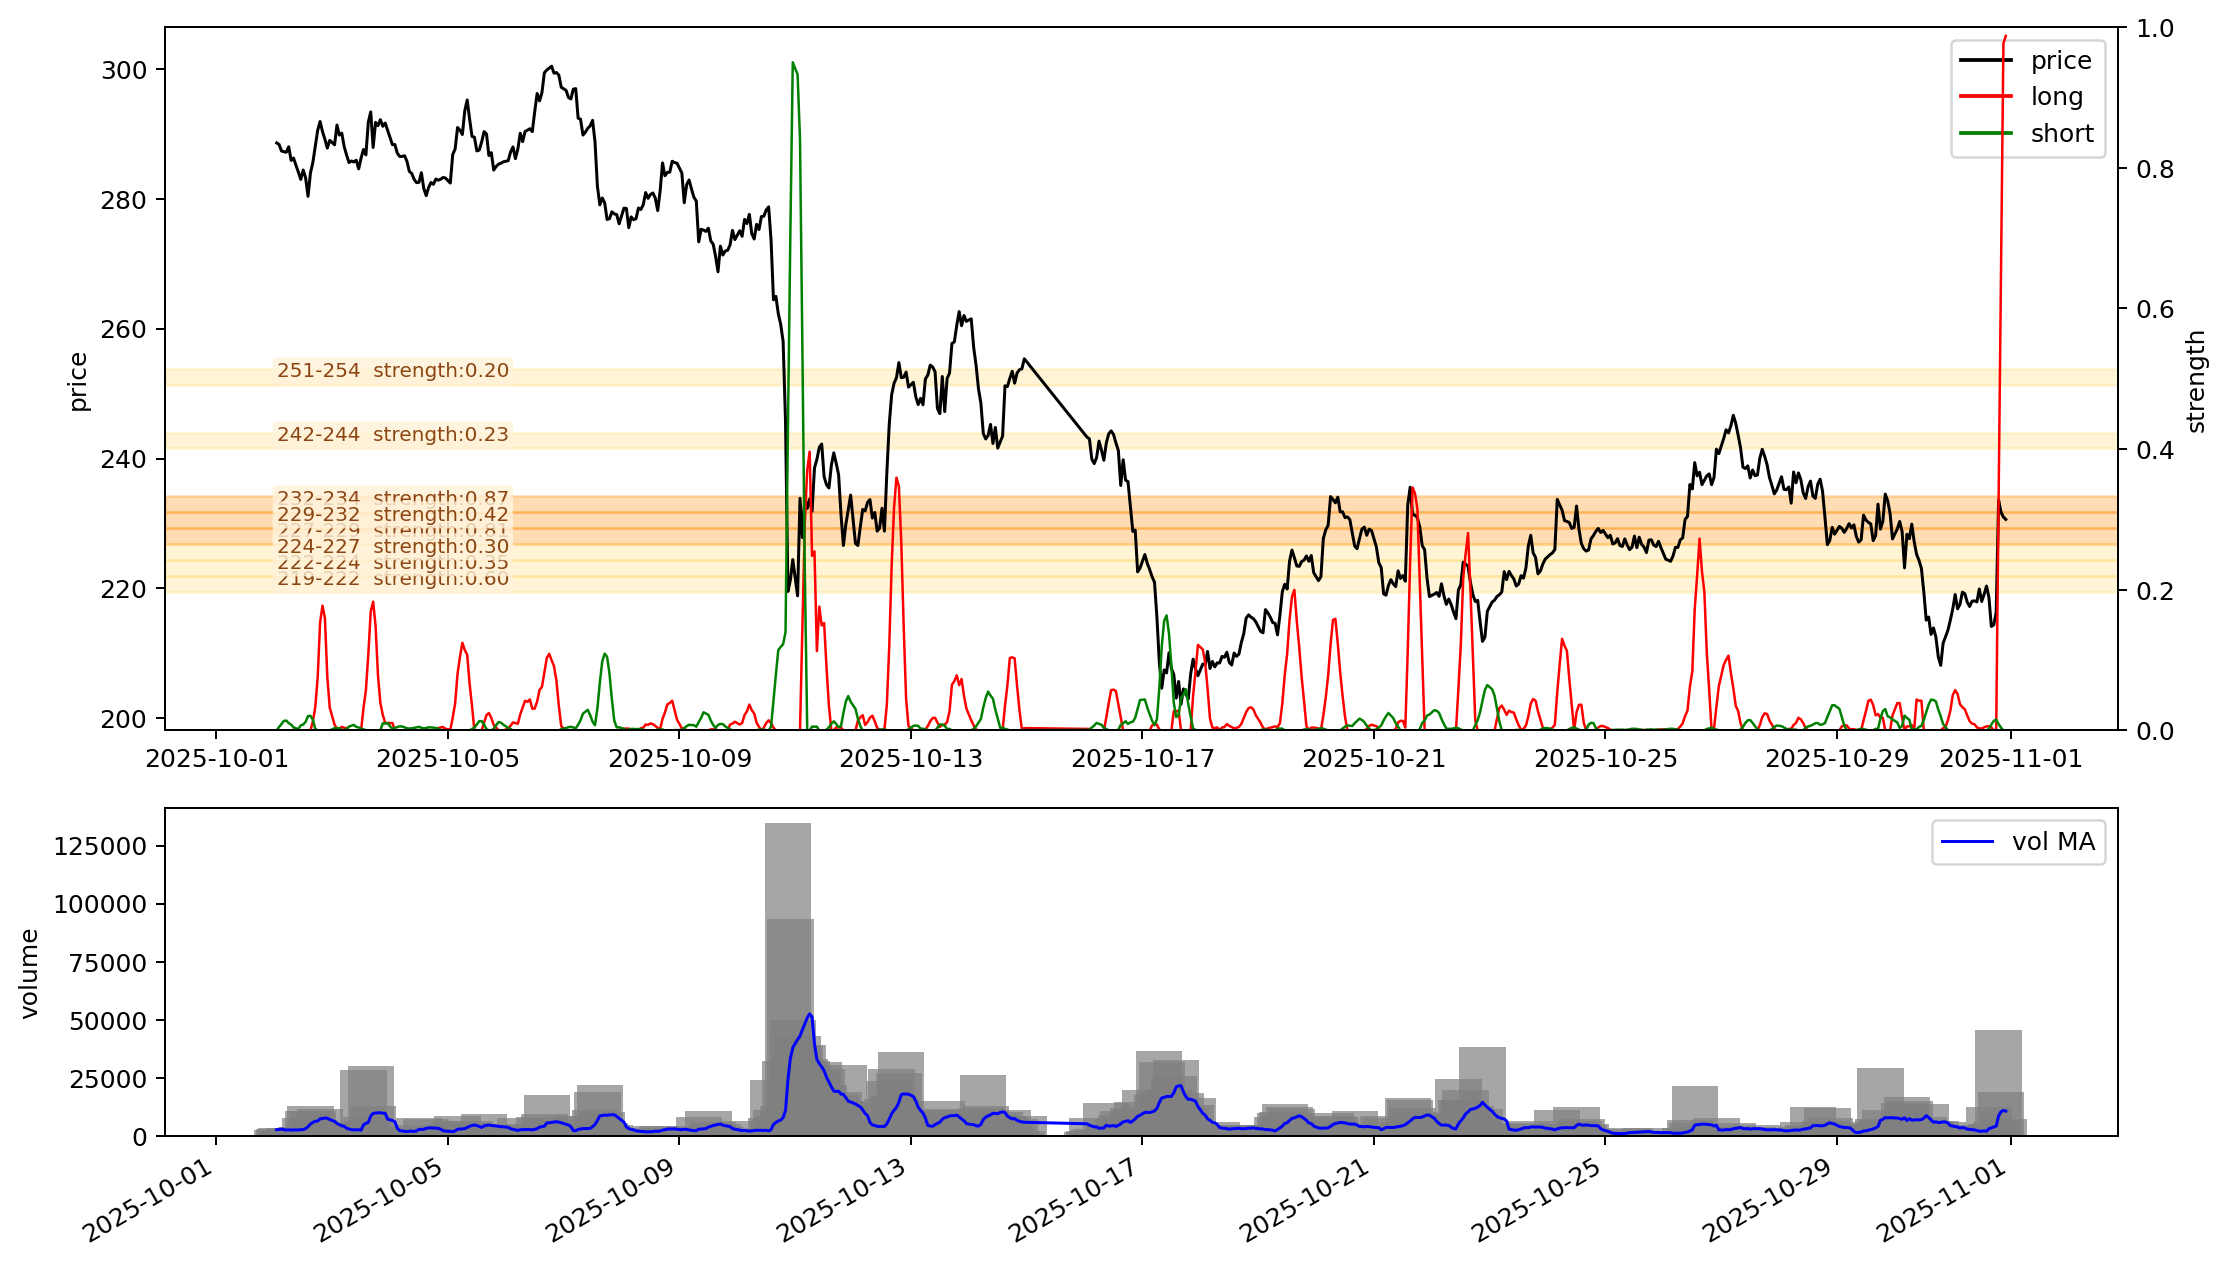 300
280
260
240
220
200
price
251-254  strength:0.20
242-244  strength:0.23
232-234  strength:0.87
229-232  strength:0.42
227-229  strength:0.81
224-227  strength:0.30
222-224  strength:0.35
219-222  strength:0.60
price
long
short
1.0
0.8
0.6
0.4
0.2
0.0
strength
2025-10-01
2025-10-05
2025-10-09
2025-10-13
2025-10-17
2025-10-21
2025-10-25
2025-10-29
2025-11-01
125000
100000
75000
50000
25000
0
volume
vol MA
2025-10-01
2025-10-05
2025-10-09
2025-10-13
2025-10-17
2025-10-21
2025-10-25
2025-10-29
2025-11-01